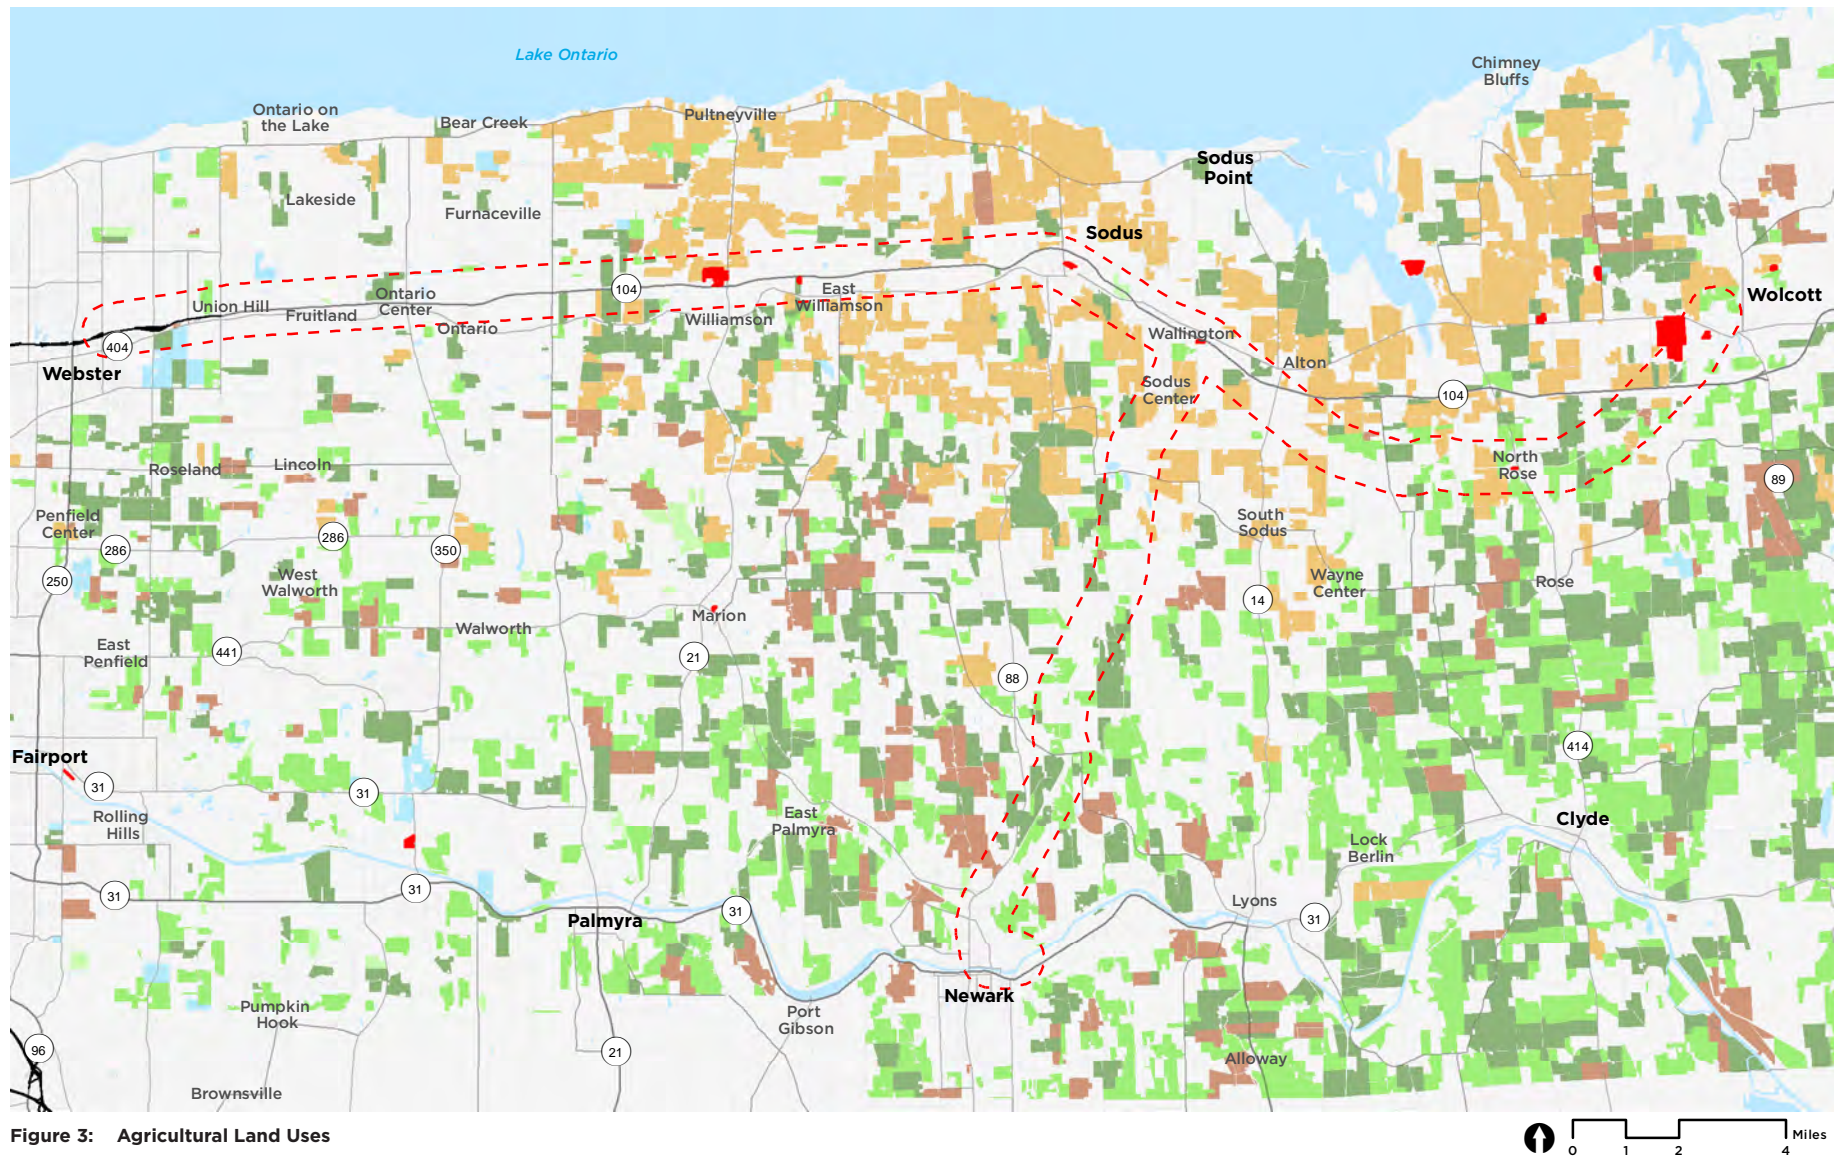 Lake Ontario
Chimney
Bluffs
Ontario on
the Lake
Bear Creek
Pultneyville
Sodus
Point
Lakeside
Furnaceville
Sodus
Union Hill
Ontario
Center
Fruitland
Ontario
104
East
Williamson
Williamson
Wolcott
404
Webster
Wallington
Alton
Sodus
Center
104
Roseland
Lincoln
North
Rose
89
Penfield
Center
286
286
350
South
Sodus
250
West
Walworth
Wayne
Center
Rose
14
Marion
Walworth
East
Penfield
441
21
88
Fairport
31
31
414
Rolling
Hills
East
Palmyra
Clyde
Lock
Berlin
31
31
Palmyra
31
Lyons
31
Newark
Pumpkin
Hook
Port
Gibson
96
21
Alloway
Brownsville
Figure 3: Agricultural Land Uses
0 1 2 4 Miles